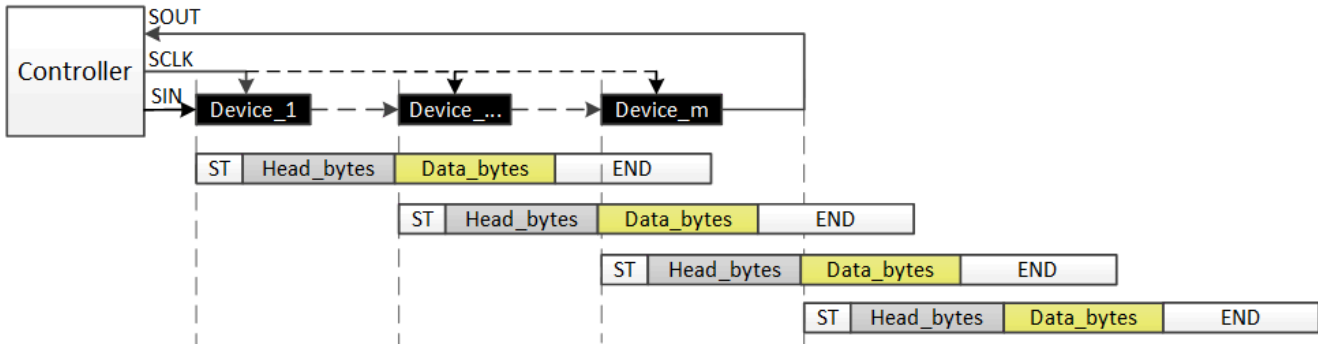 SOUT
Controller
SCLK
SIN
Device_1 Device_... Device_m
ST Head_bytes Data_bytes END
ST Head_bytes Data_bytes END
ST Head_bytes Data_bytes END
ST Head_bytes Data_bytes END